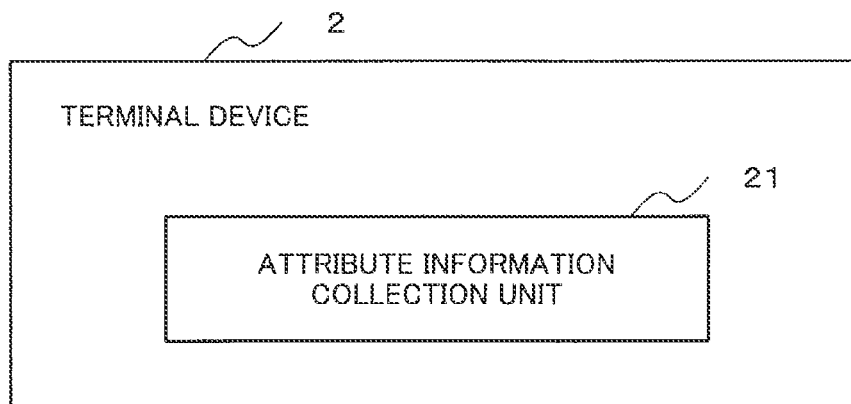 2
TERMINAL DEVICE
21
ATTRIBUTE INFORMATION
COLLECTION UNIT